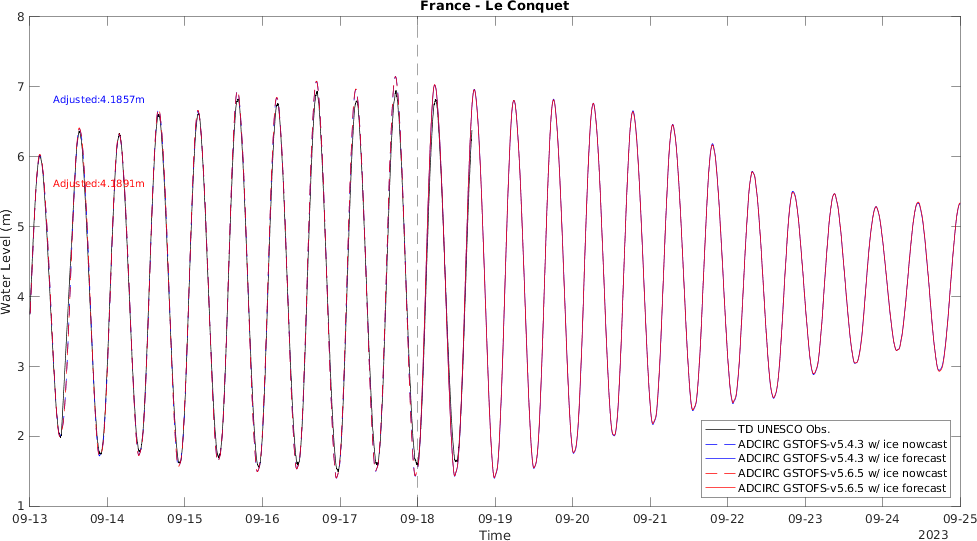 France - Le Conquet
8
7
6
5
4
3
2
1
Water Level (m)
Adjusted:4.1857m
Adjusted:4.1891m
TD UNESCO Obs.
ADCIRC GSTOFS-v5.4.3 w/ ice nowcast
ADCIRC GSTOFS-v5.4.3 w/ ice forecast
ADCIRC GSTOFS-v5.6.5 w/ ice nowcast
ADCIRC GSTOFS-v5.6.5 w/ ice forecast
09-13 09-14 09-15 09-16 09-17 09-18 09-19 09-20 09-21 09-22 09-23 09-24 09-25
Time
2023